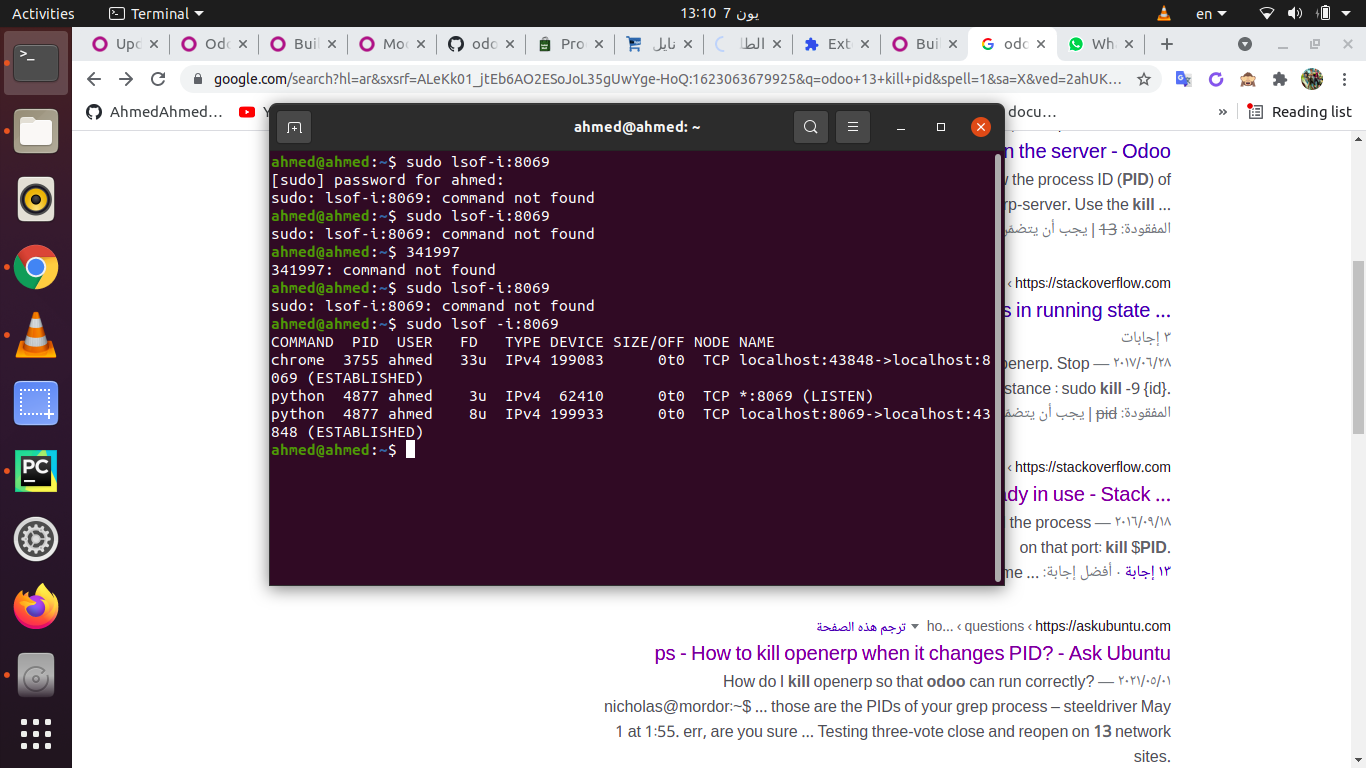 Activities
Terminal
13:10 7 يون
en
Upd
Odo
Buil
Moo
odo
Pro
نايل
الطا
Ext
Buil
odo
Wha
google.com/search?hl=ar&sxsrf=ALeKk01_jtEb6AO2ESoJoL35gUwYge-HoQ:1623063679925&q=odoo+13+kill+pid&spell=1&sa=X&ved=2ahUK...
AhmedAhmed...
docu...
»
Reading list
ahmed@ahmed: ~
ahmed@ahmed:~$ sudo lsof-i:8069
[sudo] password for ahmed:
sudo: lsof-i:8069: command not found
ahmed@ahmed:~$ sudo lsof-i:8069
sudo: lsof-i:8069: command not found
ahmed@ahmed:~$ 341997
341997: command not found
ahmed@ahmed:~$ sudo lsof-i:8069
sudo: lsof-i:8069: command not found
ahmed@ahmed:~$ sudo lsof -i:8069
COMMAND PID USER FD TYPE DEVICE SIZE/OFF NODE NAME
chrome 3755 ahmed 33u IPv4 199083 0t0 TCP localhost:43848->localhost:8
069 (ESTABLISHED)
python 4877 ahmed 3u IPv4 62410 0t0 TCP *:8069 (LISTEN)
python 4877 ahmed 8u IPv4 199933 0t0 TCP localhost:8069->localhost:43
848 (ESTABLISHED)
ahmed@ahmed:~$
n the server - Odoo
the process ID (PID) of
rp-server. Use the kill ...
المفقودة: 13 | يجب أن يتضمن
‹ https://stackoverflow.com
s in running state ...
٣ إجابات
penerp. Stop — ٢٠١٧/٠٦/٢٨
stance : sudo kill -9 {id}.
المفقودة: pid | يجب أن يتضمن
‹ https://stackoverflow.com
ady in use - Stack ...
the process — ٢٠١٦/٠٩/١٨
on that port: kill $PID.
me ... ١٣ إجابة · أفضل إجابة:
ترجم هذه الصفحة ho... ‹ questions ‹ https://askubuntu.com
ps - How to kill openerp when it changes PID? - Ask Ubuntu
How do I kill openerp so that odoo can run correctly? — ٢٠٢١/٠٥/٠١
nicholas@mordor:~$ ... those are the PIDs of your grep process – steeldriver May
1 at 1:55. err, are you sure ... Testing three-vote close and reopen on 13 network
sites.